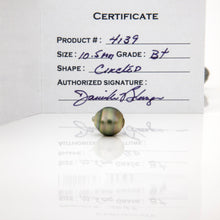 CERTIFICATE
PRODUCT #: 4139
SIZE: 10.5mm GRADE: B+
SHAPE: CIRCLED
AUTHORIZED SIGNATURE: